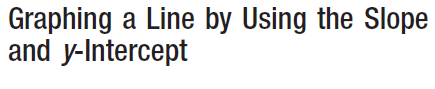 Graphing a Line by Using the Slope
and y-Intercept